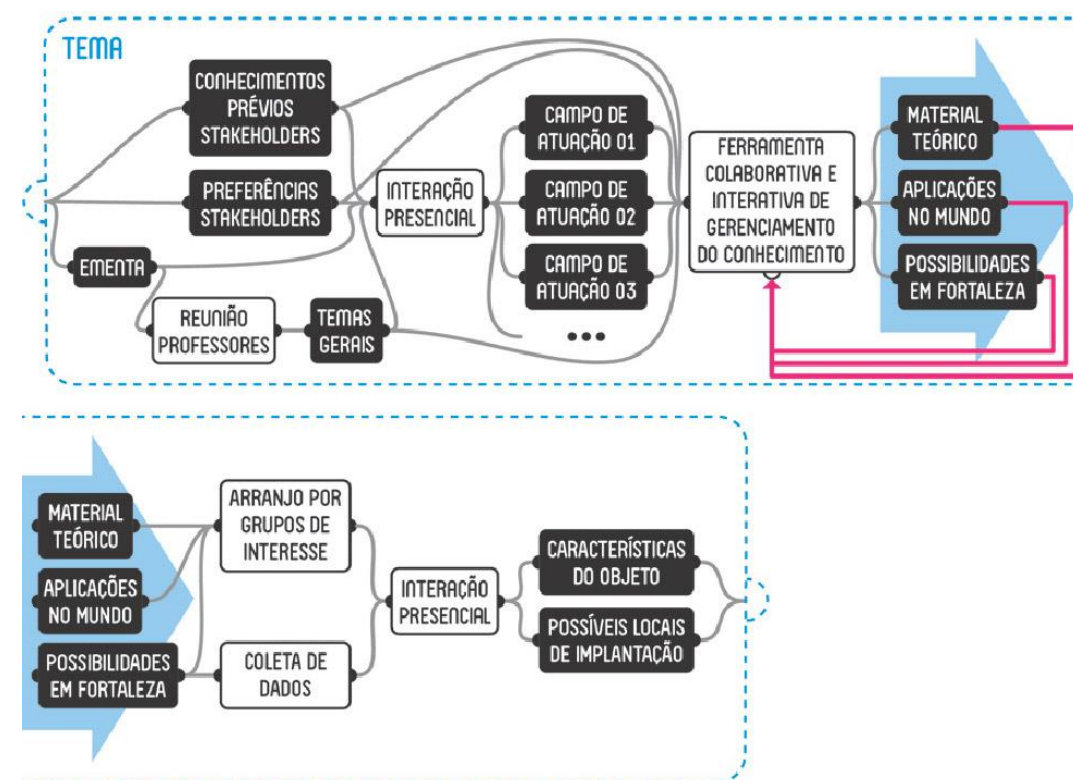 TEMA
CONHECIMENTOS
PRÉVIOS
STAKEHOLDERS
PREFERÊNCIAS
STAKEHOLDERS
EMENTA
REUNIÃO
PROFESSORES
TEMAS
GERAIS
INTERAÇÃO
PRESENCIAL
CAMPO DE
ATUAÇÃO 01
CAMPO DE
ATUAÇÃO 02
CAMPO DE
ATUAÇÃO 03
FERRAMENTA
COLABORATIVA E
INTERATIVA DE
GERENCIAMENTO
DO CONHECIMENTO
MATERIAL
TEÓRICO
APLICAÇÕES
NO MUNDO
POSSIBILIDADES
EM FORTALEZA
MATERIAL
TEÓRICO
APLICAÇÕES
NO MUNDO
POSSIBILIDADES
EM FORTALEZA
ARRANJO POR
GRUPOS DE
INTERESSE
COLETA DE
DADOS
INTERAÇÃO
PRESENCIAL
CARACTERÍSTICAS
DO OBJETO
POSSÍVEIS LOCAIS
DE IMPLANTAÇÃO